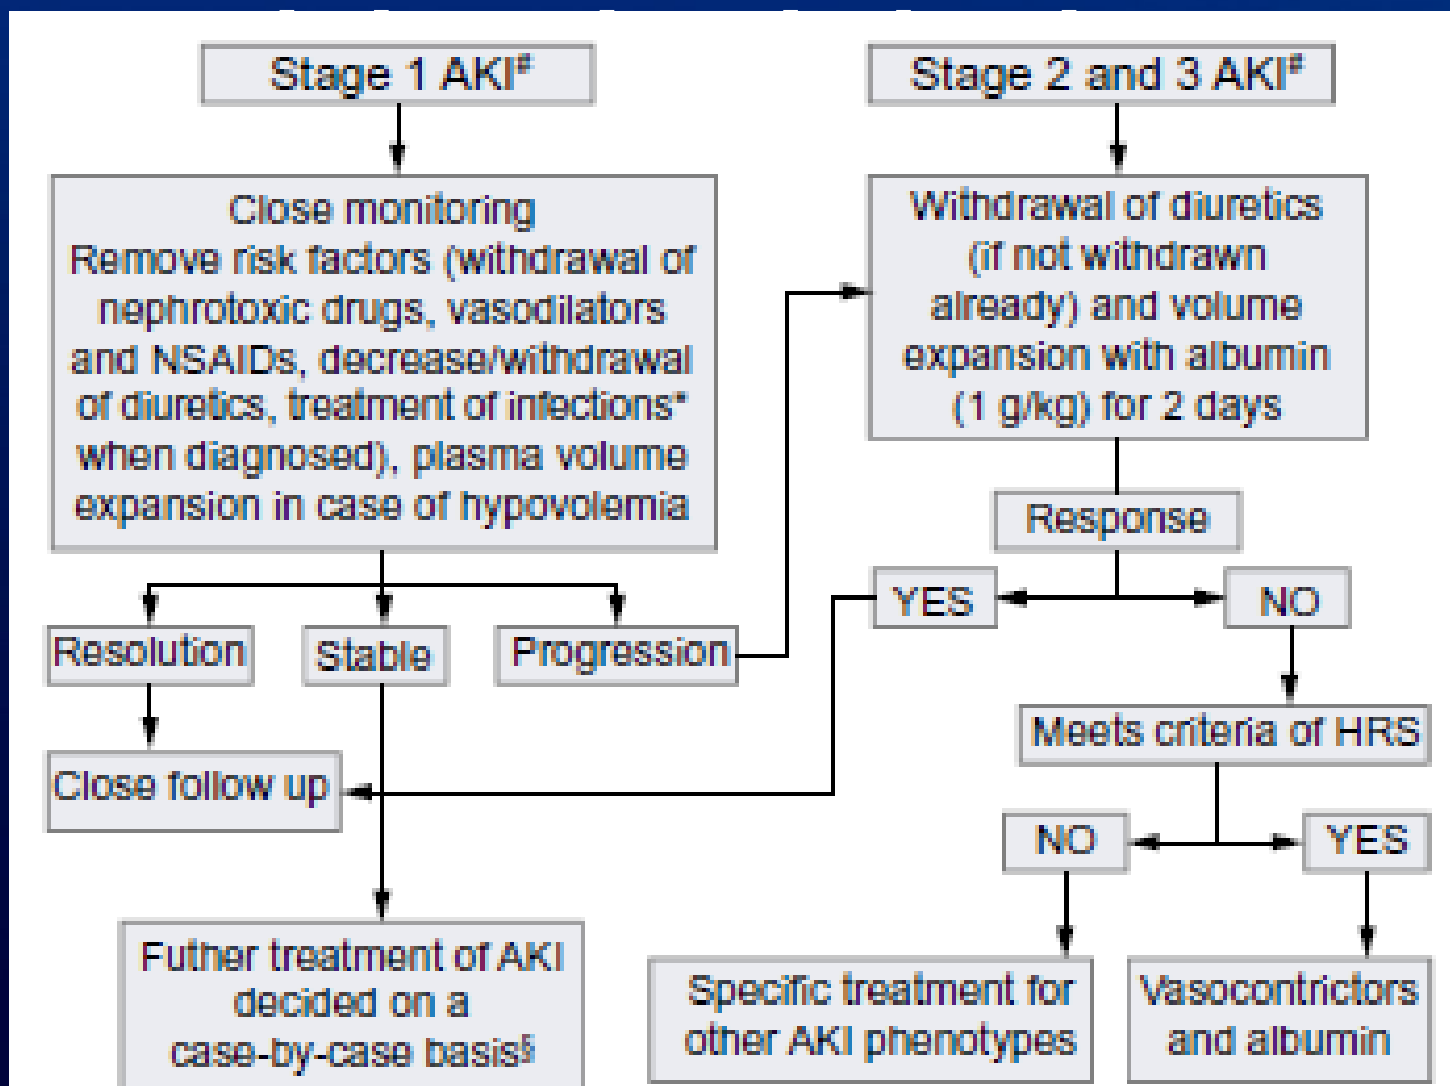 Stage 1 AKI#
Close monitoring
Remove risk factors (withdrawal of
nephrotoxic drugs, vasodilators
and NSAIDs, decrease/withdrawal
of diuretics, treatment of infections*
when diagnosed), plasma volume
expansion in case of hypovolemia
Resolution
Stable
Progression
Close follow up
Futher treatment of AKI
decided on a
case-by-case basis§
Stage 2 and 3 AKI#
Withdrawal of diuretics
(if not withdrawn
already) and volume
expansion with albumin
(1 g/kg) for 2 days
Response
YES
NO
Meets criteria of HRS
NO
YES
Specific treatment for
other AKI phenotypes
Vasocontrictors
and albumin